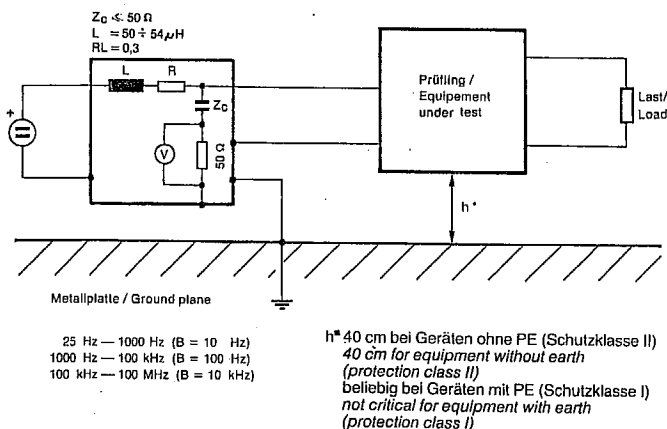 Z_C ≪ 50 Ω
L = 50 ÷ 54 µH
RL = 0,3
L
R
Z_C
V
50 Ω
+
Prüfling /
Equipement
under test
Last/
Load
h*
Metallplatte / Ground plane
25 Hz — 1000 Hz (B = 10 Hz)
1000 Hz — 100 kHz (B = 100 Hz)
100 kHz — 100 MHz (B = 10 kHz)
h* 40 cm bei Geräten ohne PE (Schutzklasse II)
40 cm for equipment without earth
(protection class II)
beliebig bei Geräten mit PE (Schutzklasse I)
not critical for equipment with earth
(protection class I)